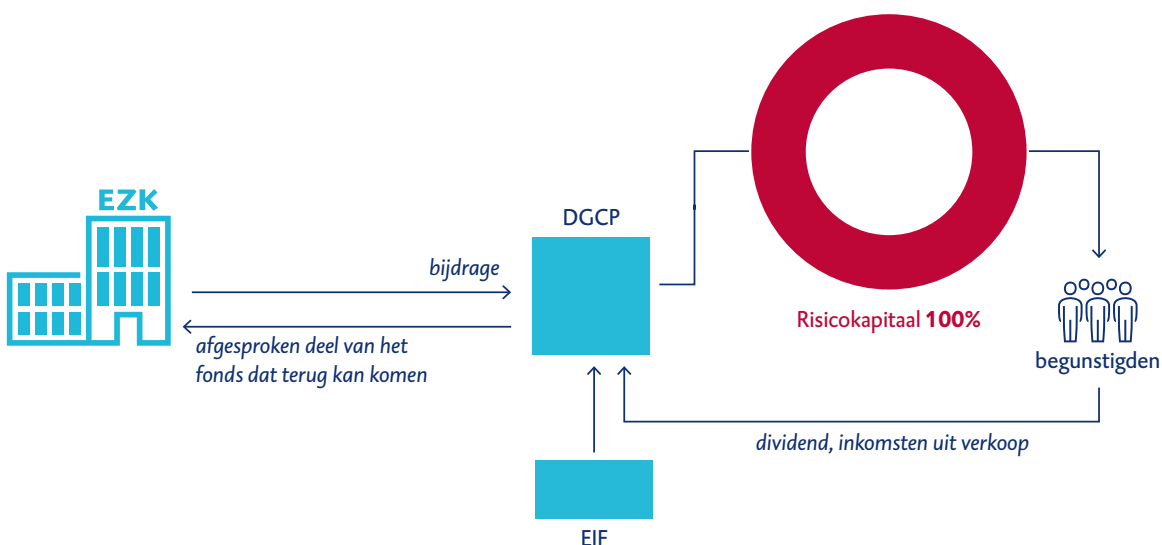 EZK
DGCP
bijdrage
afgesproken deel van het
fonds dat terug kan komen
Risicokapitaal 100%
begunstigden
dividend, inkomsten uit verkoop
EIF